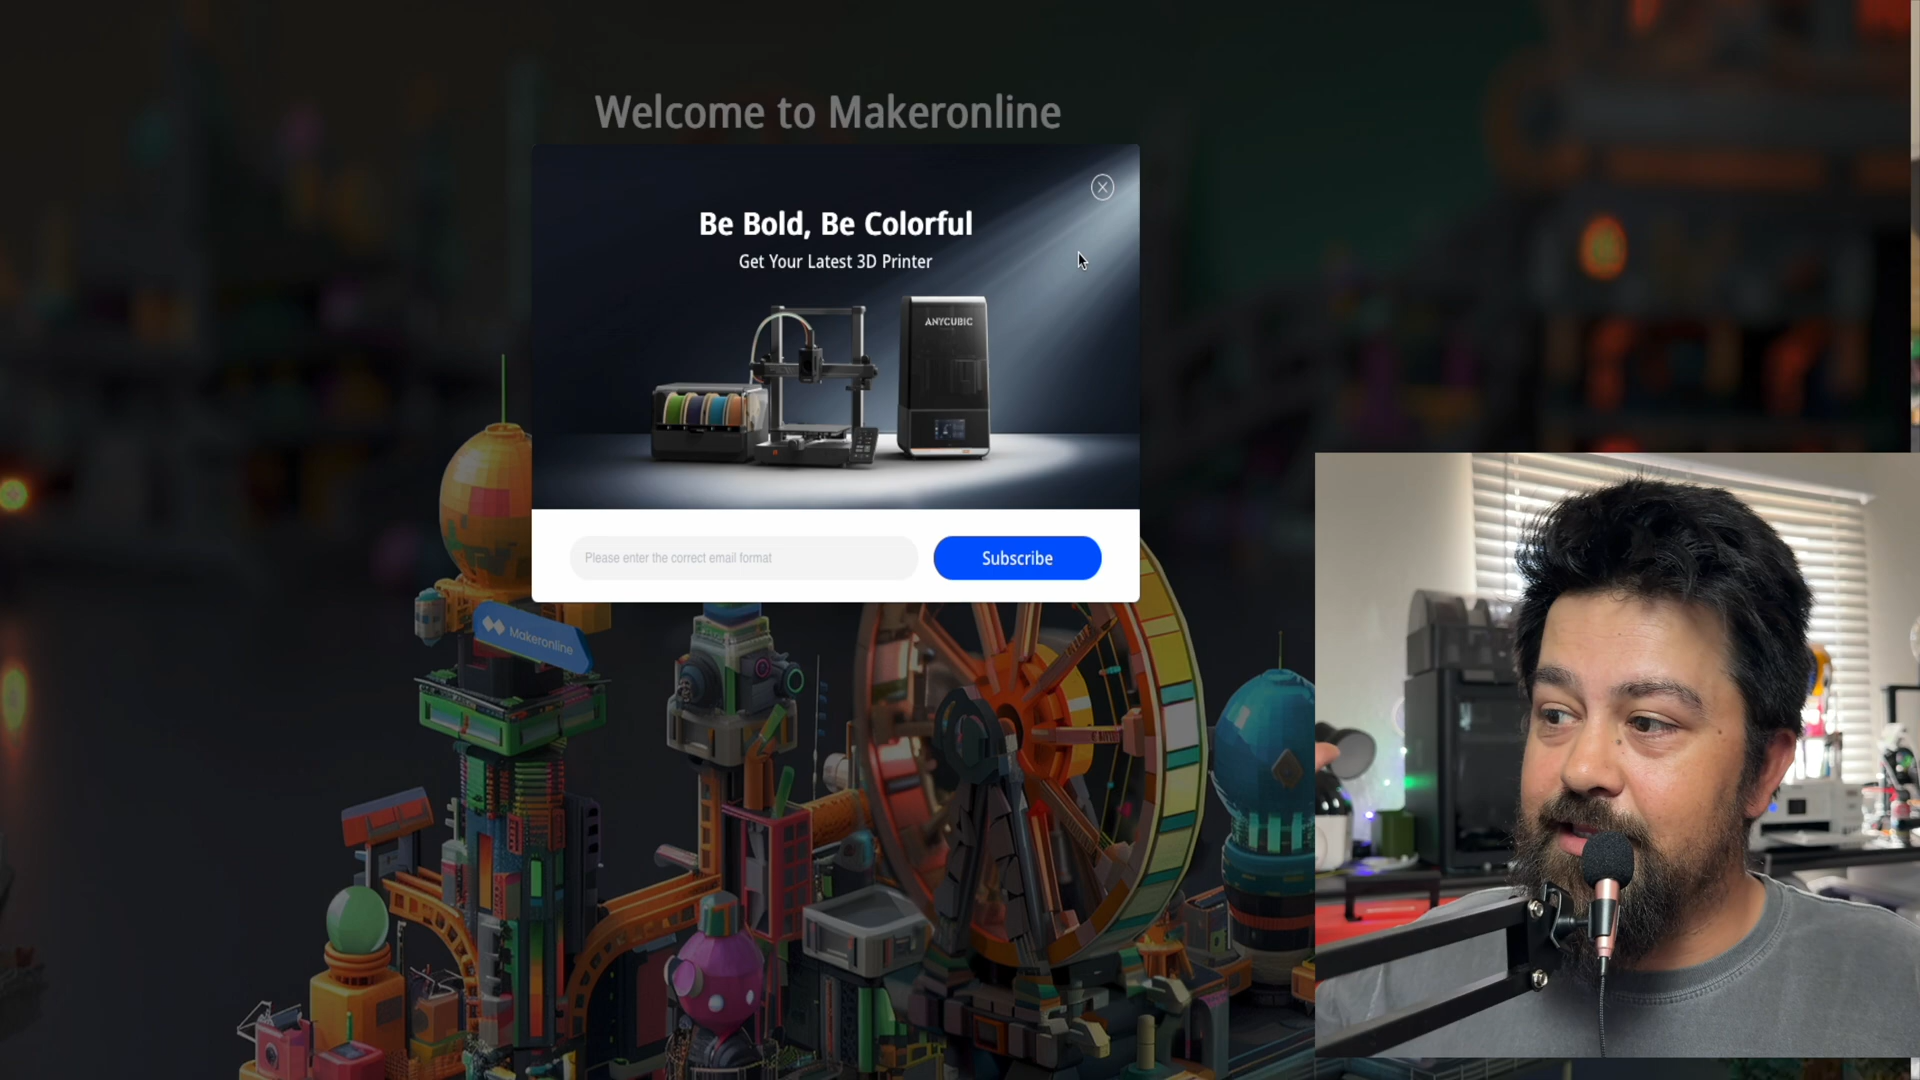 Welcome to Makeronline
Be Bold, Be Colorful
Get Your Latest 3D Printer
ANYCUBIC
Please enter the correct email format
Subscribe
Makeronline